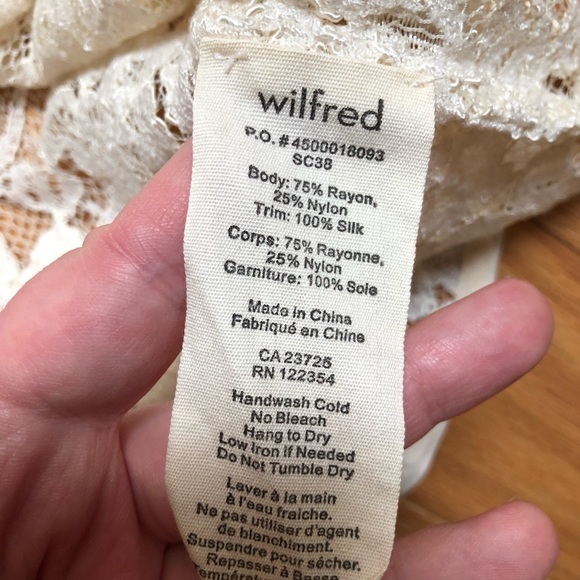 wilfred
P.O. #4500018093
SC38
Body: 75% Rayon,
25% Nylon
Trim: 100% Silk
Corps: 75% Rayonne,
25% Nylon
Garniture: 100% Soie
Made in China
Fabriqué en Chine
CA 23725
RN 122354
Handwash Cold
No Bleach
Hang to Dry
Low Iron if Needed
Do Not Tumble Dry
Laver à la main
à l'eau fraiche.
Ne pas utiliser d'agent
de blanchiment.
Suspendre pour sécher.
Repasser à Basse